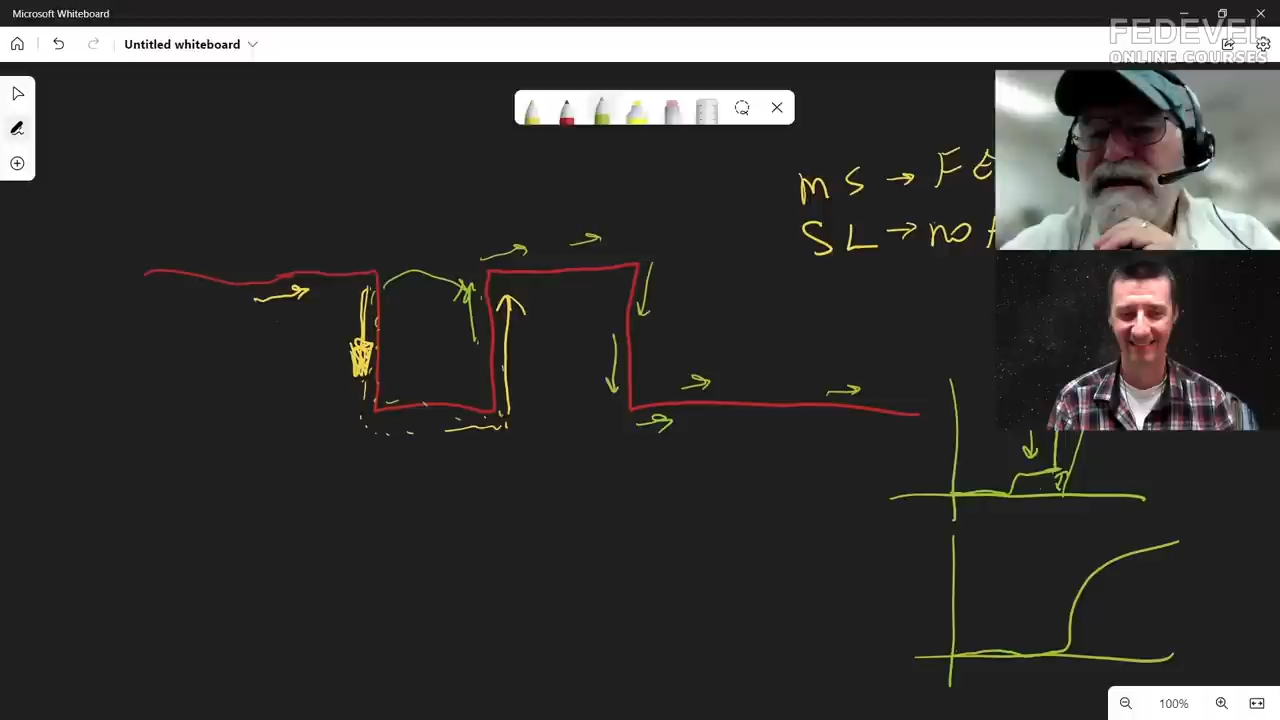 Microsoft Whiteboard
FEDEVEL
ONLINE COURSES
Untitled whiteboard
MS → FE
SL → no
100%